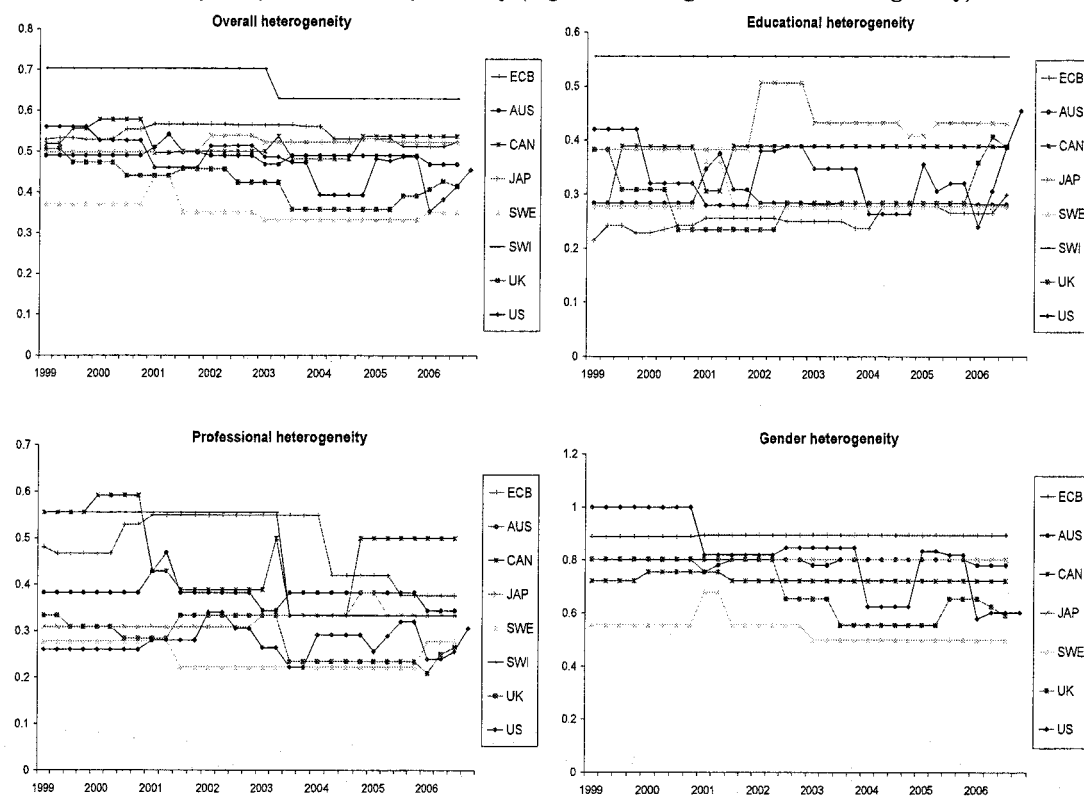 Overall heterogeneity
0.8
0.7
0.6
0.5
0.4
0.3
0.2
0.1
0
1999 2000 2001 2002 2003 2004 2005 2006
ECB
AUS
CAN
JAP
SWE
SWI
UK
US
Educational heterogeneity
0.6
0.5
0.4
0.3
0.2
0.1
0
1999 2000 2001 2002 2003 2004 2005 2006
ECB
AUS
CAN
JAP
SWE
SWI
UK
US
Professional heterogeneity
0.7
0.6
0.5
0.4
0.3
0.2
0.1
0
1999 2000 2001 2002 2003 2004 2005 2006
ECB
AUS
CAN
JAP
SWE
SWI
UK
US
Gender heterogeneity
1.2
1
0.8
0.6
0.4
0.2
0
1999 2000 2001 2002 2003 2004 2005 2006
ECB
AUS
CAN
JAP
SWE
SWI
UK
US